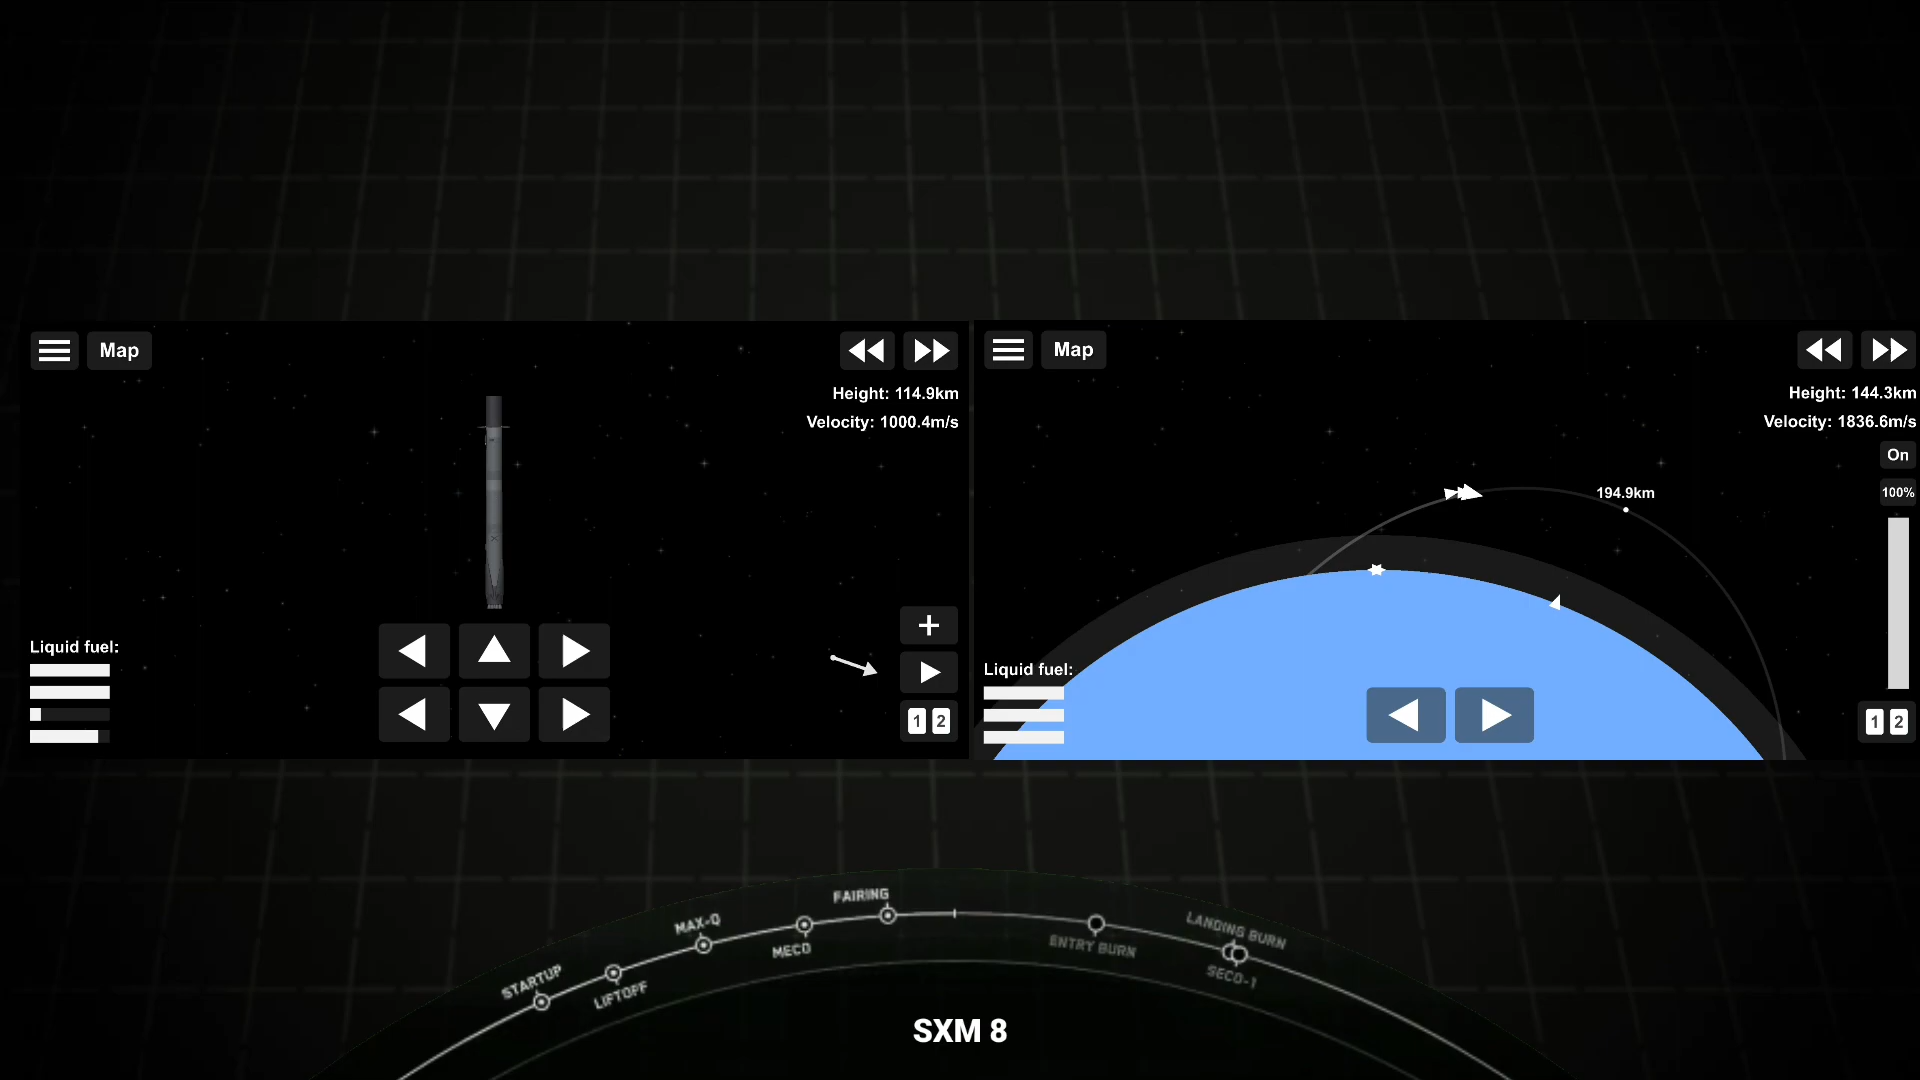 Map
Height: 114.9km
Velocity: 1000.4m/s
Liquid fuel:
1 2
Map
Height: 144.3km
Velocity: 1836.6m/s
On
100%
194.9km
Liquid fuel:
1 2
STARTUP
LIFTOFF
MAX-Q
MECO
FAIRING
ENTRY BURN
LANDING BURN
SECO-1
SXM 8